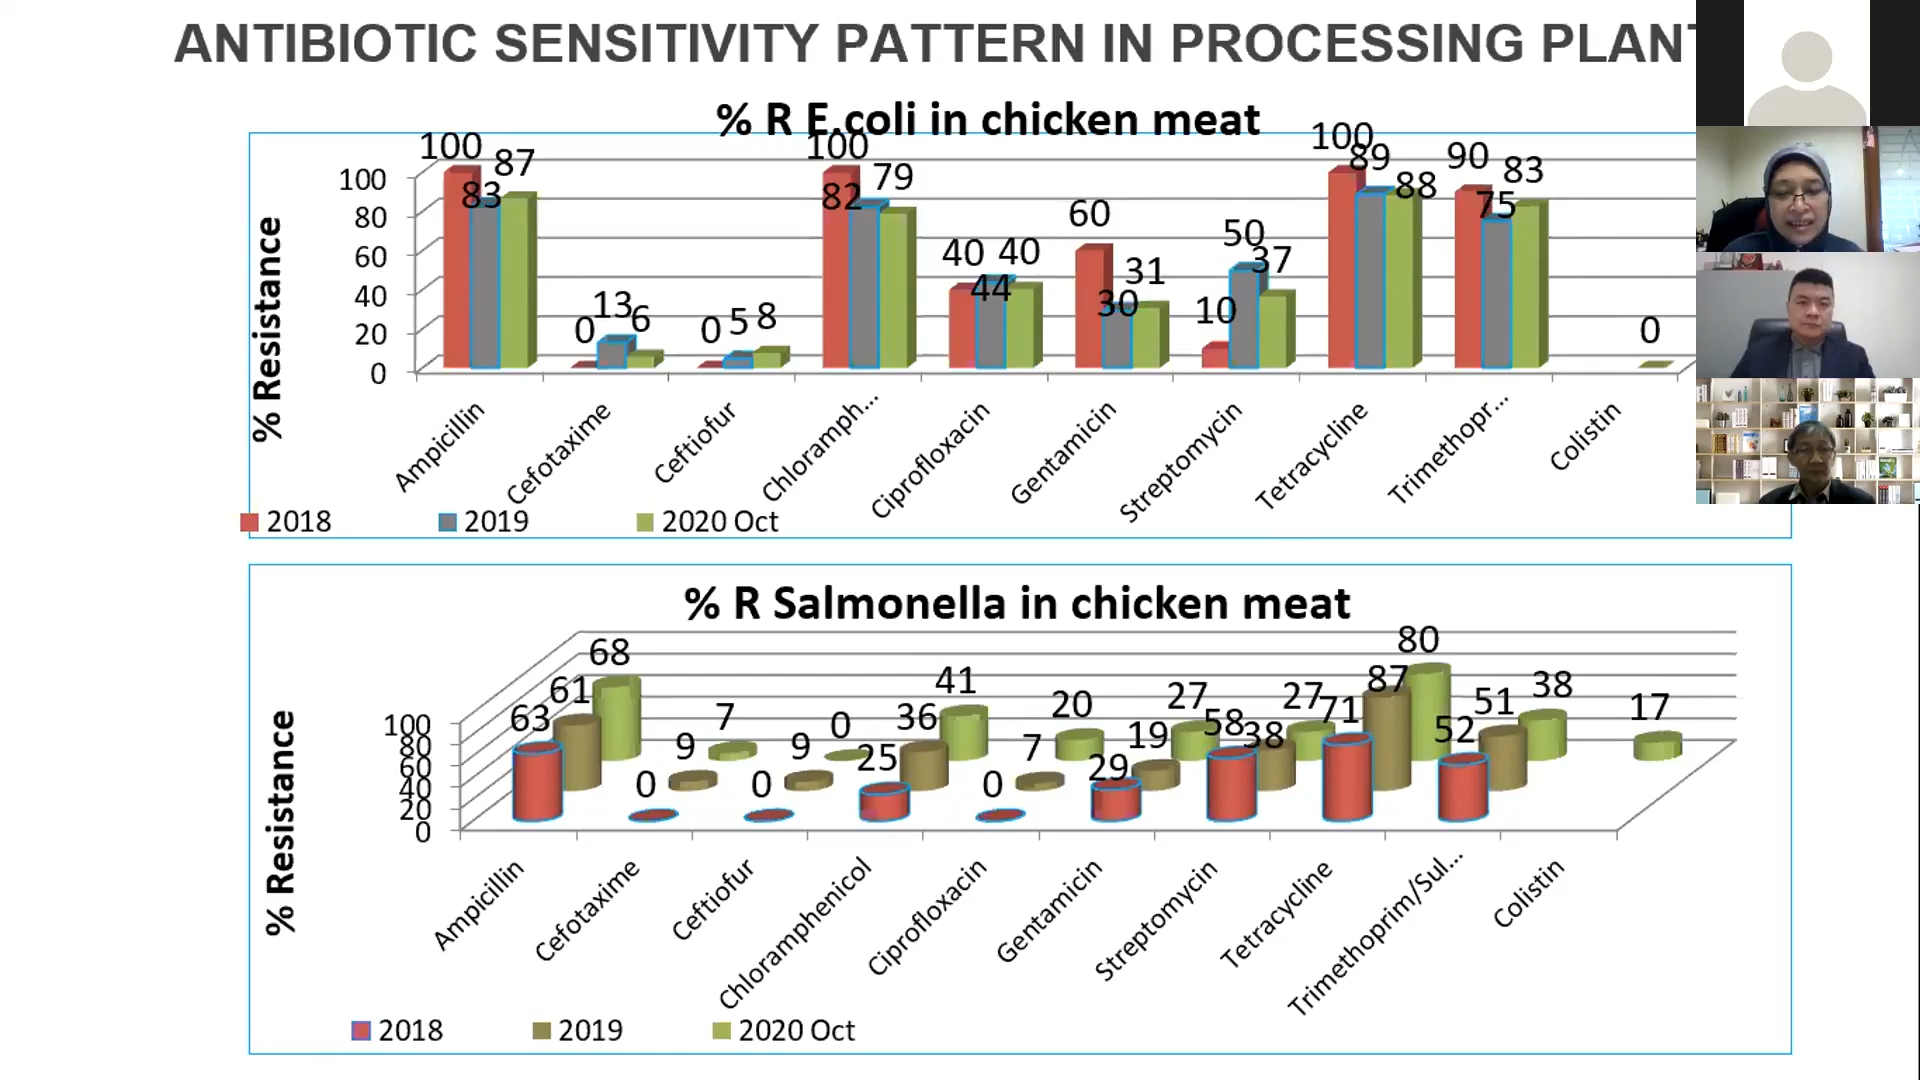 ANTIBIOTIC SENSITIVITY PATTERN IN PROCESSING PLANT
% R E.coli in chicken meat
% Resistance
100
80
60
40
20
0
100 83 87
0 13 6
0 5 8
100 82 79
40 44 40
60 30 31
10 50 37
100 89 88
90 75 83
0
Ampicillin
Cefotaxime
Ceftiofur
Chloramph...
Ciprofloxacin
Gentamicin
Streptomycin
Tetracycline
Trimethopr...
Colistin
2018 2019 2020 Oct
% R Salmonella in chicken meat
% Resistance
100
80
60
40
20
0
63 61 68
0 9 7
0 9 0
25 36 41
0 7 20
29 19 27
58 38 27
71 87 80
52 51 38
17
Ampicillin
Cefotaxime
Ceftiofur
Chloramphenicol
Ciprofloxacin
Gentamicin
Streptomycin
Tetracycline
Trimethoprim/Sul...
Colistin
2018 2019 2020 Oct